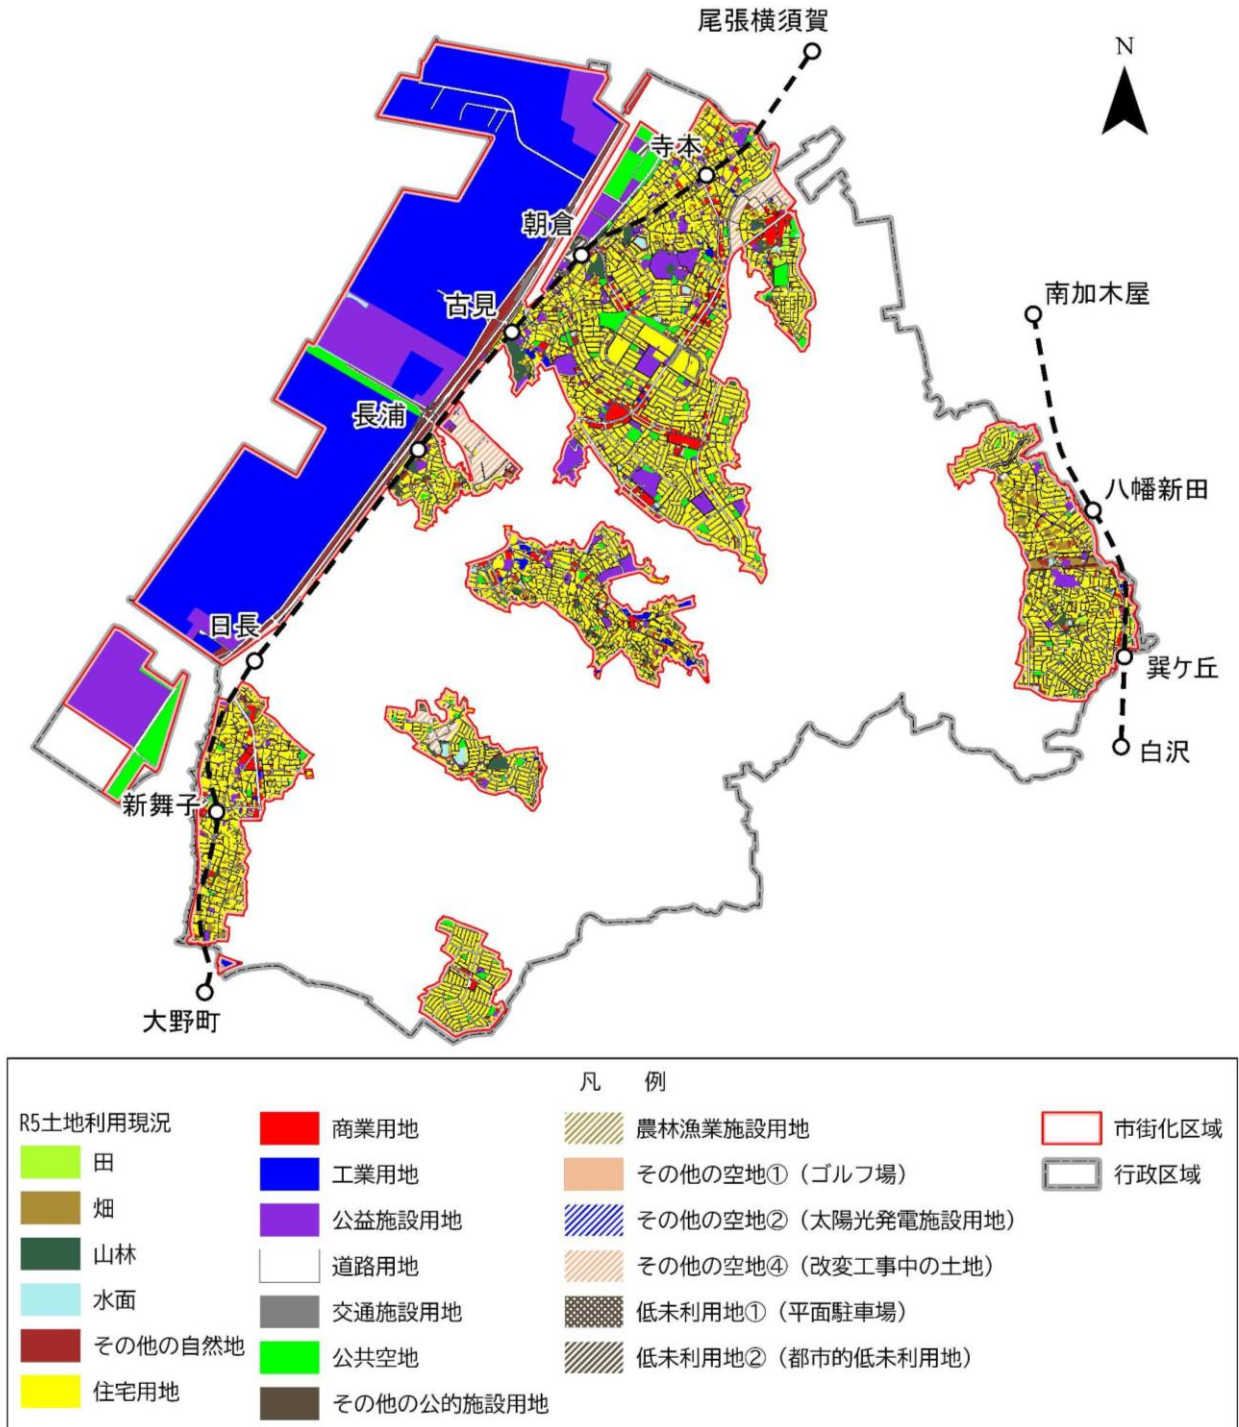 尾張横須賀
N
寺本
朝倉
古見
南加木屋
長浦
八幡新田
日長
巽ケ丘
白沢
新舞子
大野町
凡 例
R5土地利用現況
田
畑
山林
水面
その他の自然地
住宅用地
商業用地
工業用地
公益施設用地
道路用地
交通施設用地
公共空地
その他の公的施設用地
農林漁業施設用地
その他の空地①（ゴルフ場）
その他の空地②（太陽光発電施設用地）
その他の空地④（改変工事中の土地）
低未利用地①（平面駐車場）
低未利用地②（都市的低未利用地）
市街化区域
行政区域